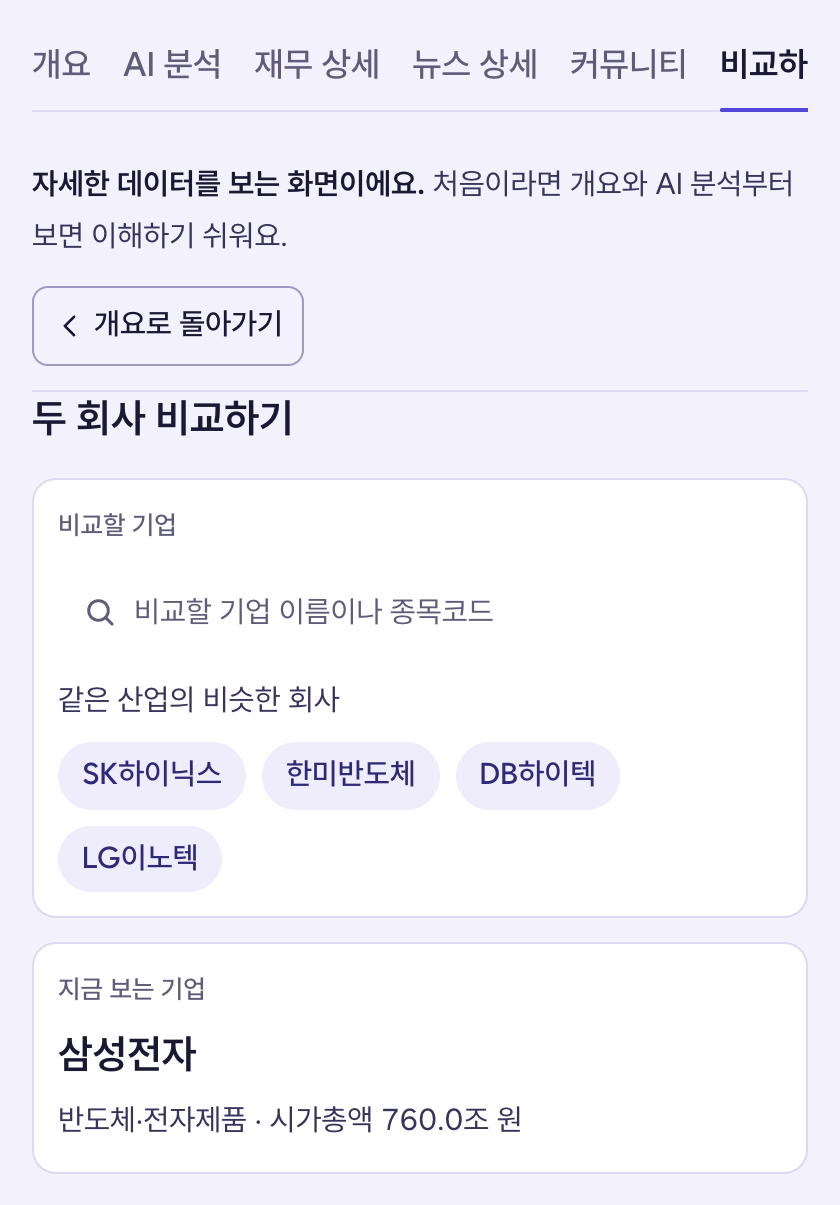 개요 AI 분석 재무 상세 뉴스 상세 커뮤니티 비교하
자세한 데이터를 보는 화면이에요. 처음이라면 개요와 AI 분석부터
보면 이해하기 쉬워요.
개요로 돌아가기
두 회사 비교하기
비교할 기업
비교할 기업 이름이나 종목코드
같은 산업의 비슷한 회사
SK하이닉스 한미반도체 DB하이텍
LG이노텍
지금 보는 기업
삼성전자
반도체·전자제품 · 시가총액 760.0조 원